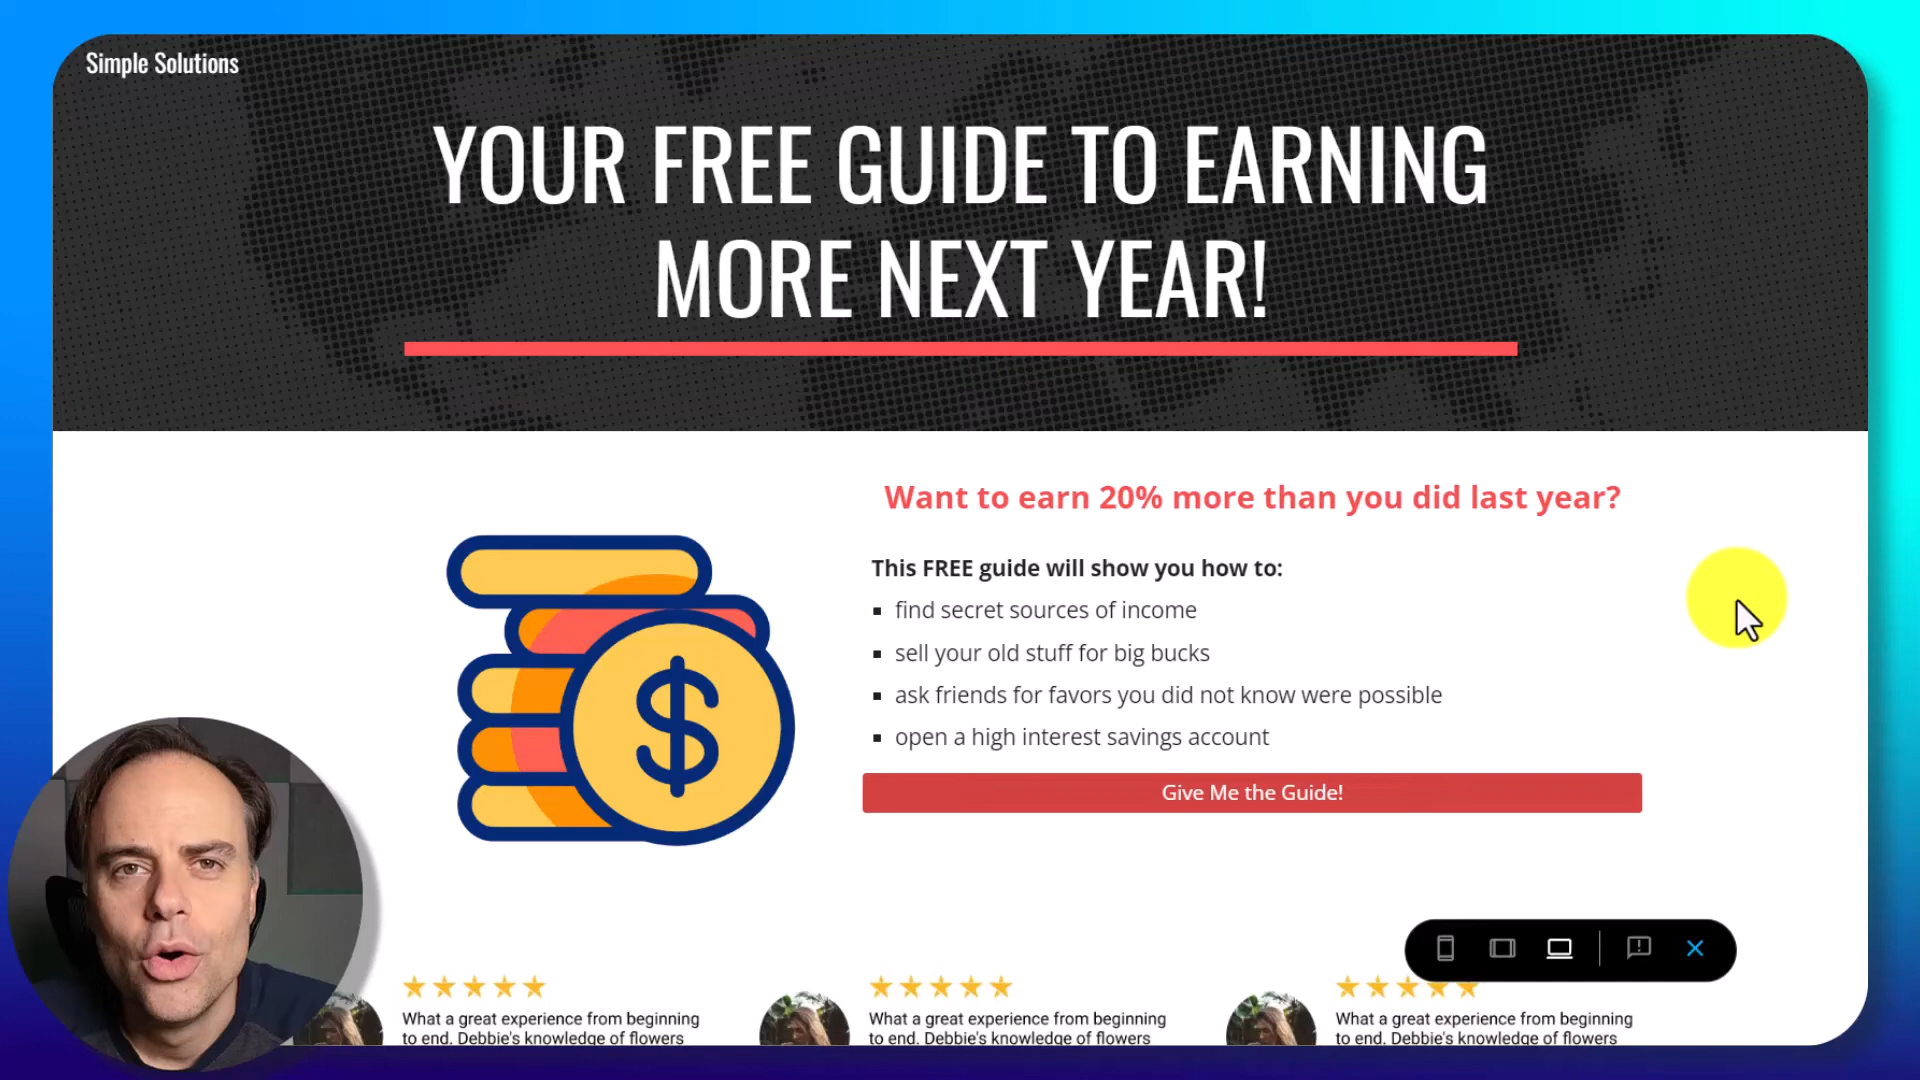 Simple Solutions
YOUR FREE GUIDE TO EARNING
MORE NEXT YEAR!
Want to earn 20% more than you did last year?
This FREE guide will show you how to:
find secret sources of income
sell your old stuff for big bucks
ask friends for favors you did not know were possible
open a high interest savings account
Give Me the Guide!
What a great experience from beginning
to end. Debbie's knowledge of flowers
What a great experience from beginning
to end. Debbie's knowledge of flowers
What a great experience from beginning
to end. Debbie's knowledge of flowers